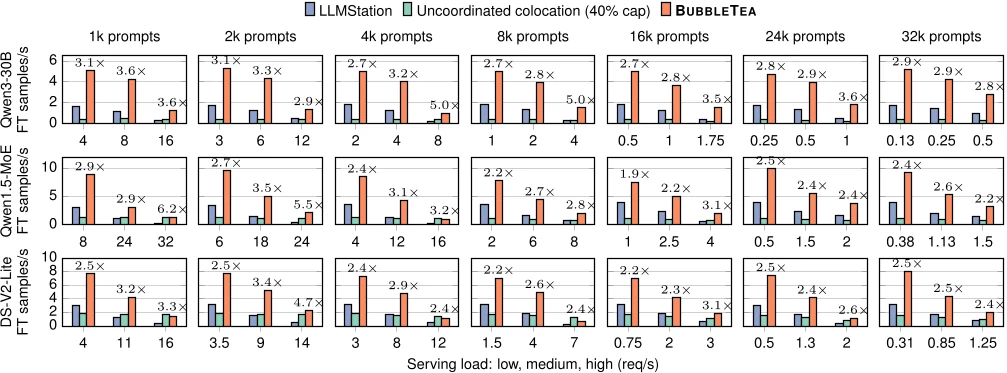 LLMStation Uncoordinated colocation (40% cap) BUBBLETEA
1k prompts 2k prompts 4k prompts 8k prompts 16k prompts 24k prompts 32k prompts
Qwen3-30B
FT samples/s
6
4
2
0
3.1× 3.6× 3.6×
3.1× 3.3× 2.9×
2.7× 3.2× 5.0×
2.7× 2.8× 5.0×
2.7× 2.8× 3.5×
2.8× 2.9× 3.6×
2.9× 2.9× 2.8×
4 8 16 3 6 12 2 4 8 1 2 4 0.5 1 1.75 0.25 0.5 1 0.13 0.25 0.5
Qwen1.5-MoE
FT samples/s
10
5
0
2.9× 2.9× 6.2×
2.7× 3.5× 5.5×
2.4× 3.1× 3.2×
2.2× 2.7× 2.8×
1.9× 2.2× 3.1×
2.5× 2.4× 2.4×
2.4× 2.6× 2.2×
8 24 32 6 18 24 4 12 16 2 6 8 1 2.5 4 0.5 1.5 2 0.38 1.13 1.5
DS-V2-Lite
FT samples/s
10
8
6
4
2
0
2.5× 3.2× 3.3×
2.5× 3.4× 4.7×
2.4× 2.9× 2.4×
2.2× 2.6× 2.4×
2.2× 2.3× 3.1×
2.5× 2.4× 2.6×
2.5× 2.5× 2.4×
4 11 16 3.5 9 14 3 8 12 1.5 4 7 0.75 2 3 0.5 1.3 2 0.31 0.85 1.25
Serving load: low, medium, high (req/s)